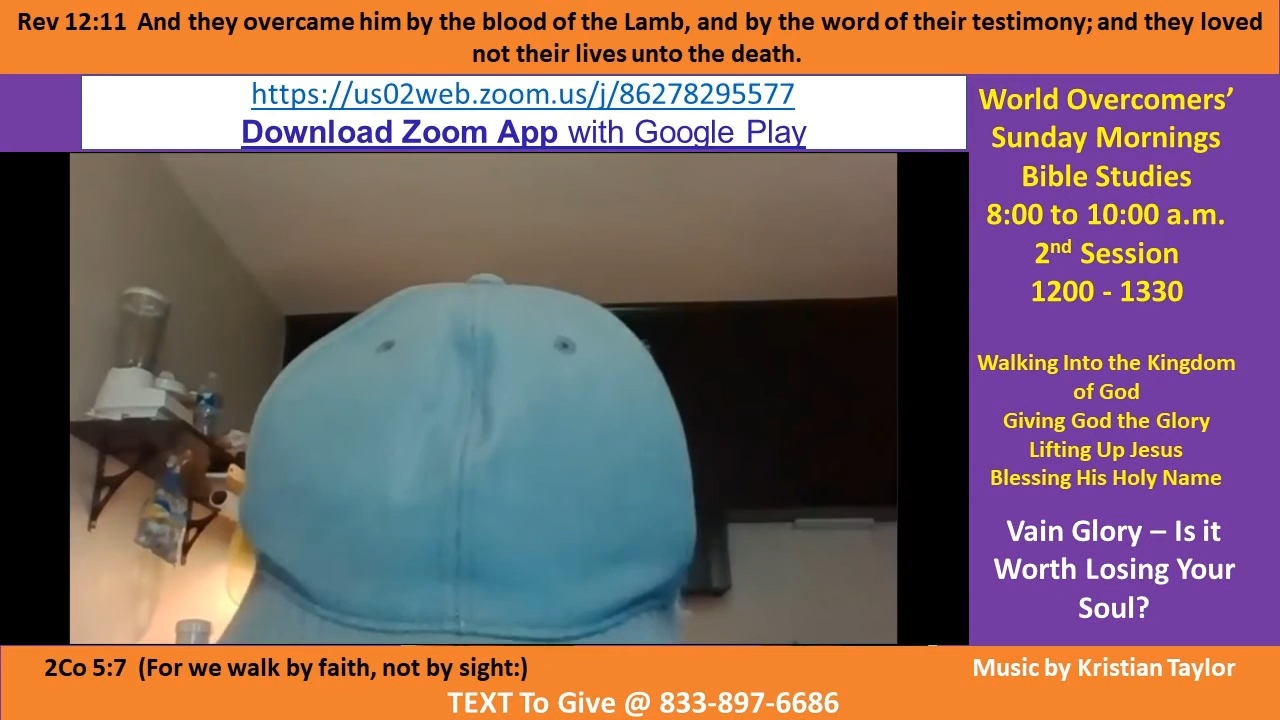 Rev 12:11  And they overcame him by the blood of the Lamb, and by the word of their testimony; and they loved
not their lives unto the death.
https://us02web.zoom.us/j/86278295577
Download Zoom App with Google Play
World Overcomers’
Sunday Mornings
Bible Studies
8:00 to 10:00 a.m.
2nd Session
1200 - 1330
Walking Into the Kingdom
of God
Giving God the Glory
Lifting Up Jesus
Blessing His Holy Name
Vain Glory – Is it
Worth Losing Your
Soul?
2Co 5:7  (For we walk by faith, not by sight:)
Music by Kristian Taylor
TEXT To Give @ 833-897-6686